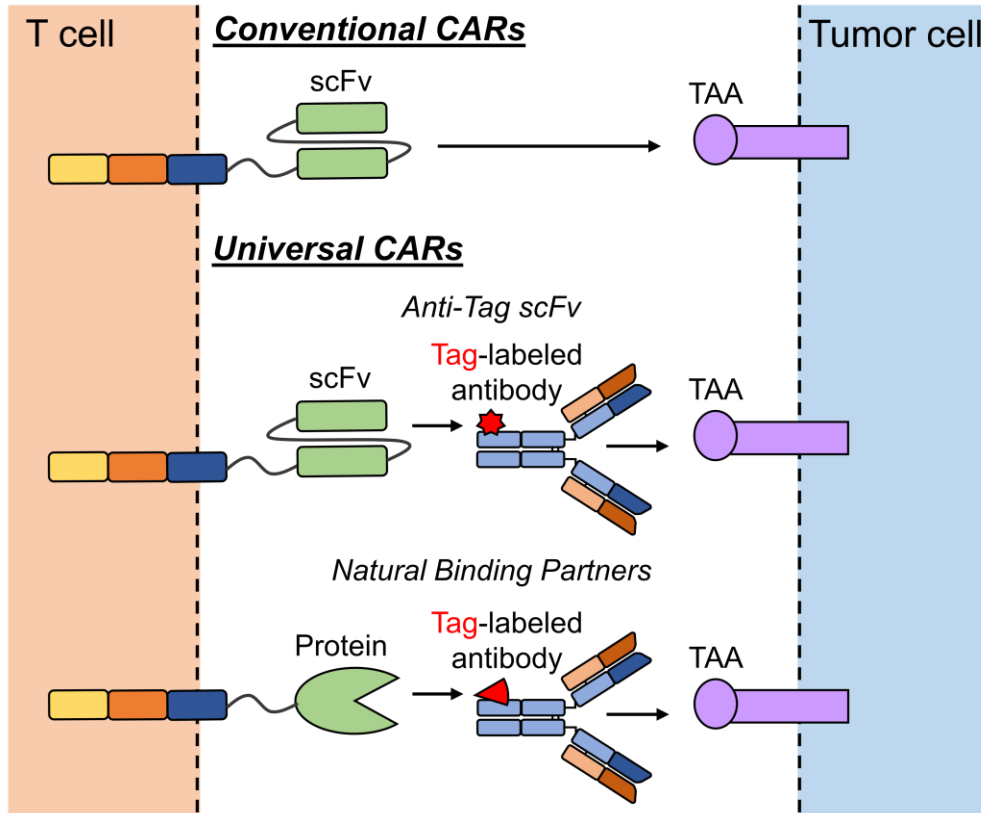 T cell
Conventional CARs
Tumor cell
scFv
TAA
Universal CARs
Anti-Tag scFv
scFv
Tag-labeled
antibody
TAA
Natural Binding Partners
Protein
Tag-labeled
antibody
TAA